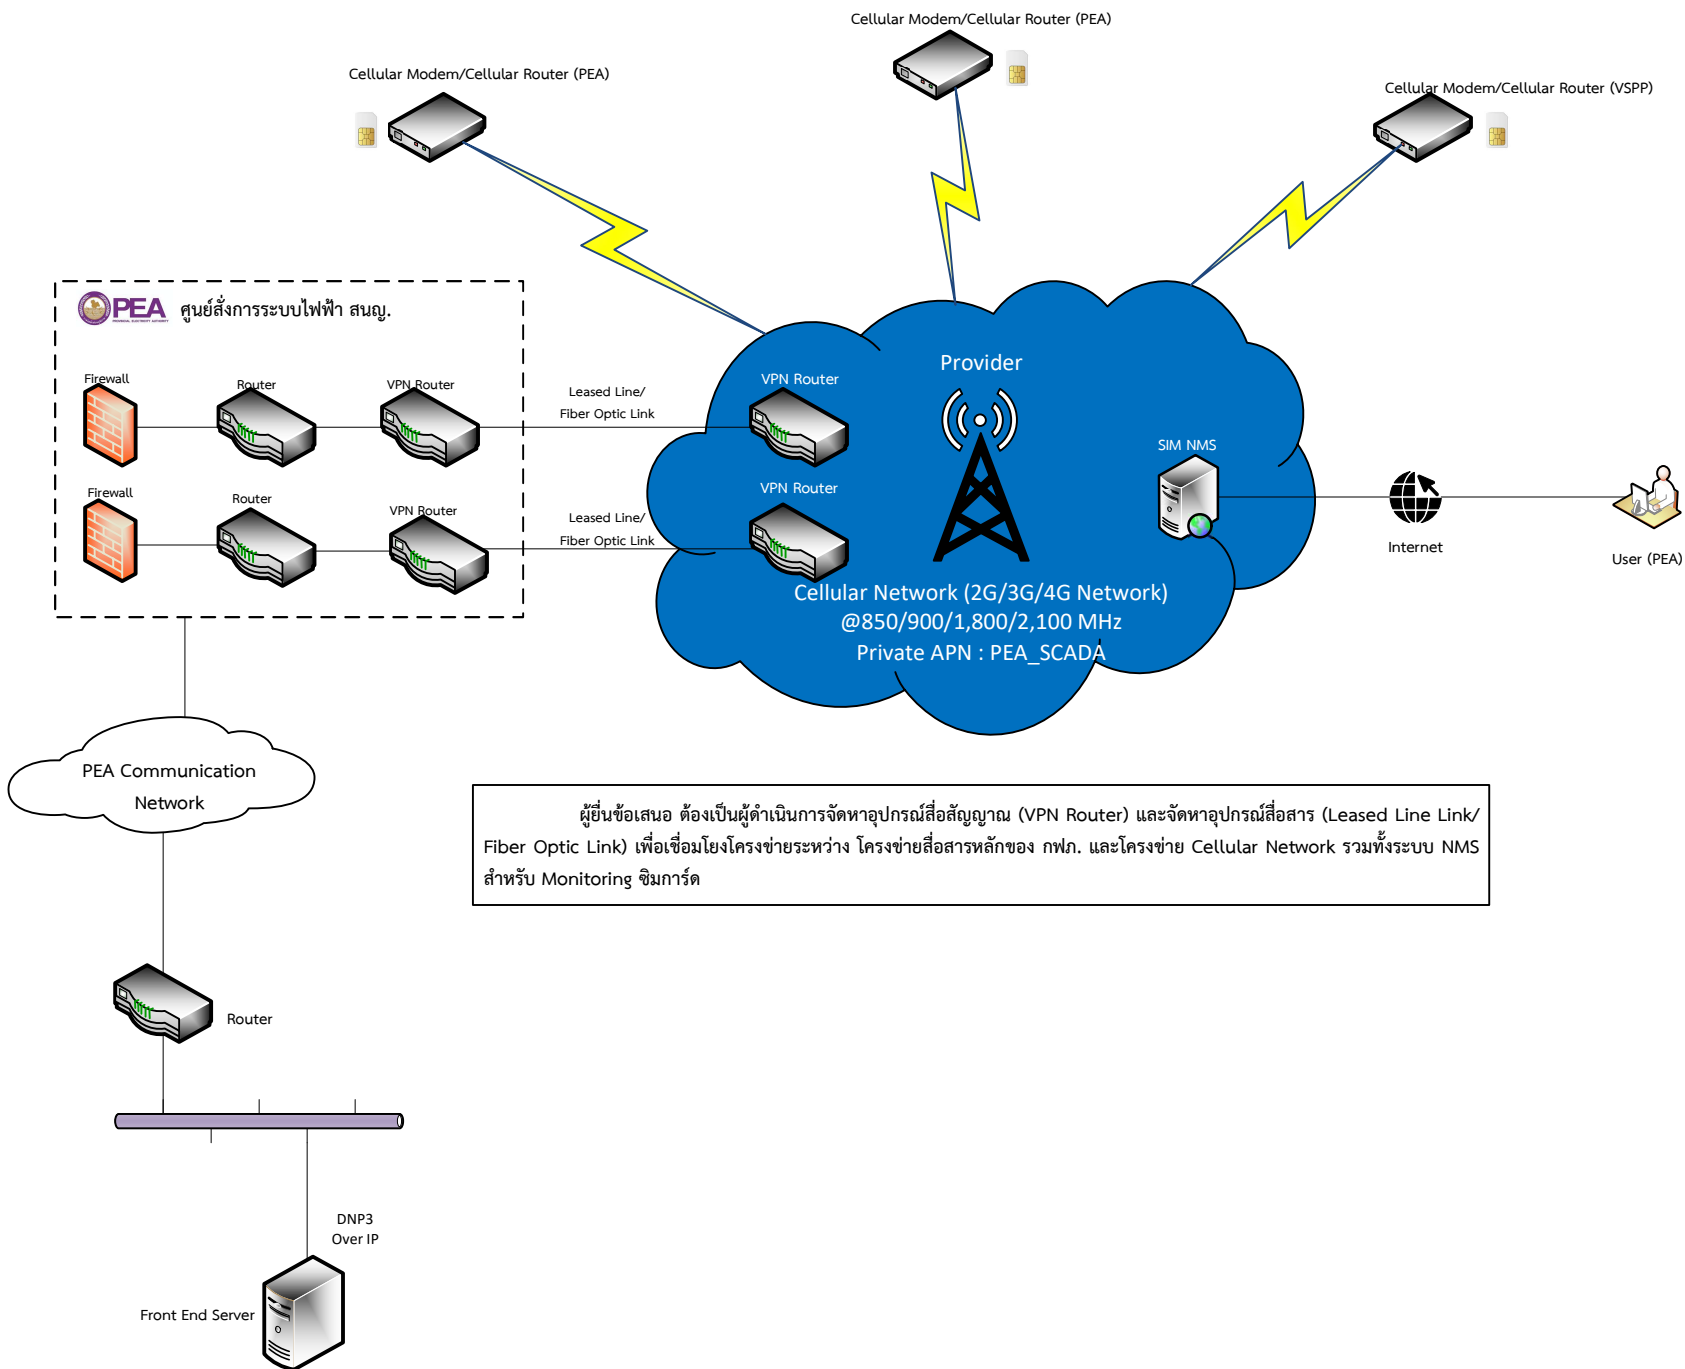 Cellular Modem/Cellular Router (PEA)
Cellular Modem/Cellular Router (PEA)
Cellular Modem/Cellular Router (VSPP)
PEA ศูนย์สั่งการระบบไฟฟ้า สนญ.
PROVINCIAL ELECTRICITY AUTHORITY
Firewall
Router
VPN Router
Leased Line/
Fiber Optic Link
VPN Router
Provider
Firewall
Router
VPN Router
Leased Line/
Fiber Optic Link
VPN Router
SIM NMS
Internet
User (PEA)
Cellular Network (2G/3G/4G Network)
@850/900/1,800/2,100 MHz
Private APN : PEA_SCADA
PEA Communication
Network
ผู้ยื่นข้อเสนอ ต้องเป็นผู้ดำเนินการจัดหาอุปกรณ์สื่อสัญญาณ (VPN Router) และจัดหาอุปกรณ์สื่อสาร (Leased Line Link/
Fiber Optic Link) เพื่อเชื่อมโยงโครงข่ายระหว่าง โครงข่ายสื่อสารหลักของ กฟภ. และโครงข่าย Cellular Network รวมทั้งระบบ NMS
สำหรับ Monitoring ซิมการ์ด
Router
DNP3
Over IP
Front End Server